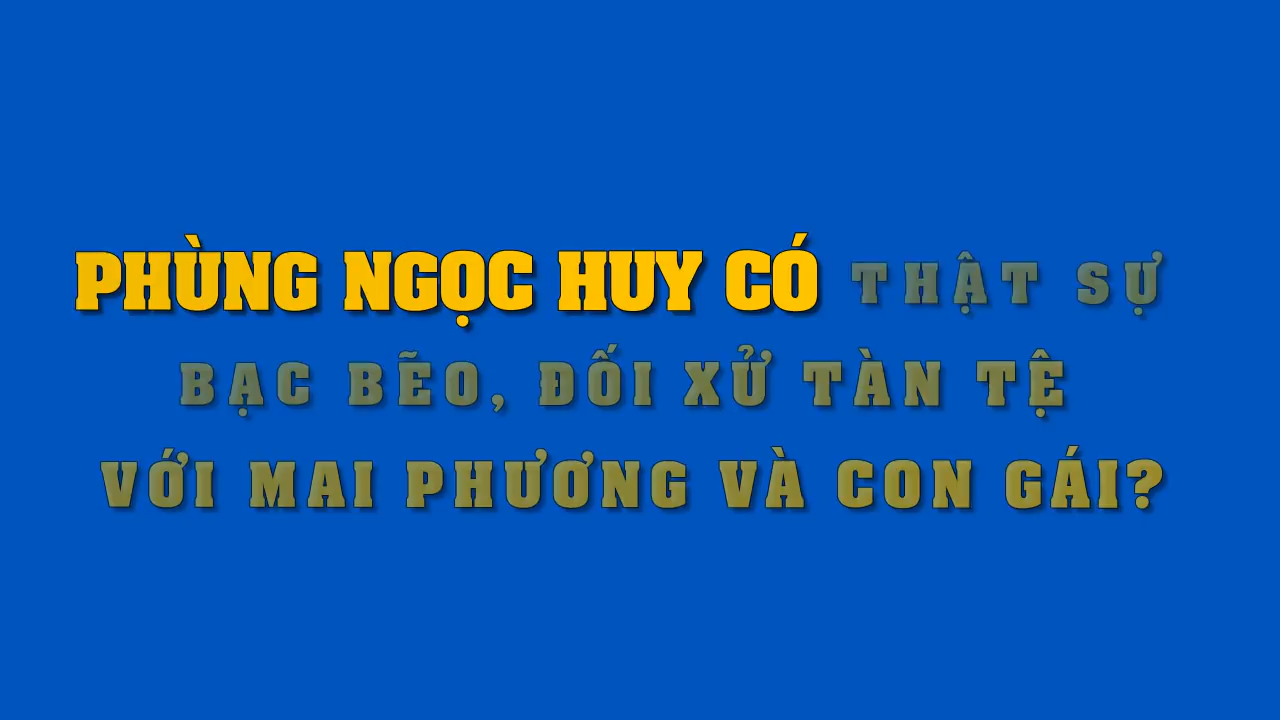 PHÙNG NGỌC HUY CÓ THẬT SỰ
BẠC BẼO, ĐỐI XỬ TÀN TỆ
VỚI MAI PHƯƠNG VÀ CON GÁI?